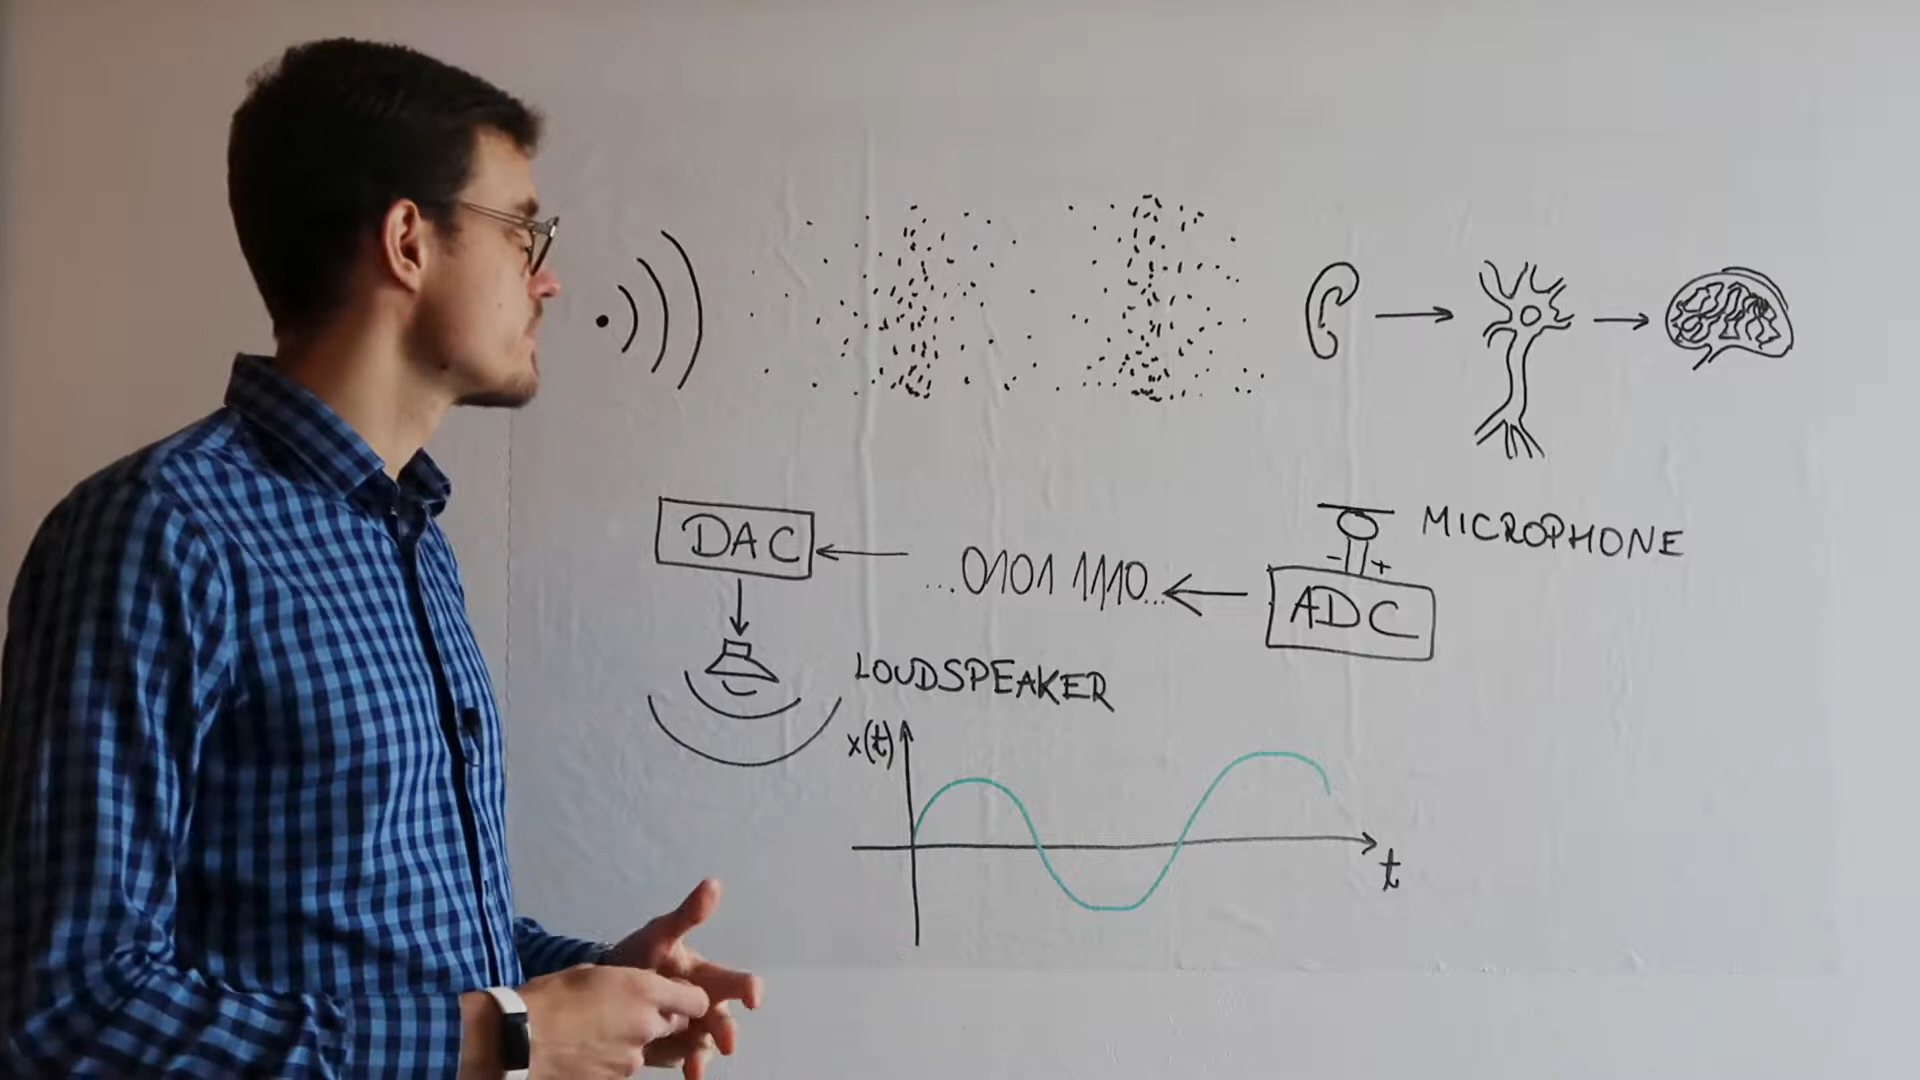 MICROPHONE
- +
DAC
...0101 1110...
ADC
LOUDSPEAKER
x(t)
t